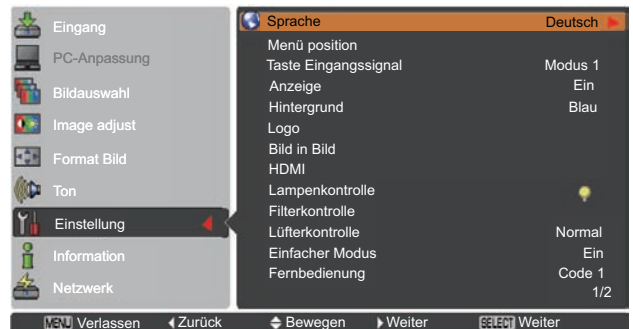 Eingang
PC-Anpassung
Bildauswahl
Image adjust
Format Bild
Ton
Einstellung
Information
Netzwerk
Sprache Deutsch
Menü position
Taste Eingangssignal Modus 1
Anzeige Ein
Hintergrund Blau
Logo
Bild in Bild
HDMI
Lampenkontrolle
Filterkontrolle
Lüfterkontrolle Normal
Einfacher Modus Ein
Fernbedienung Code 1
1/2
MENU Verlassen Zurück Bewegen Weiter SELECT Weiter